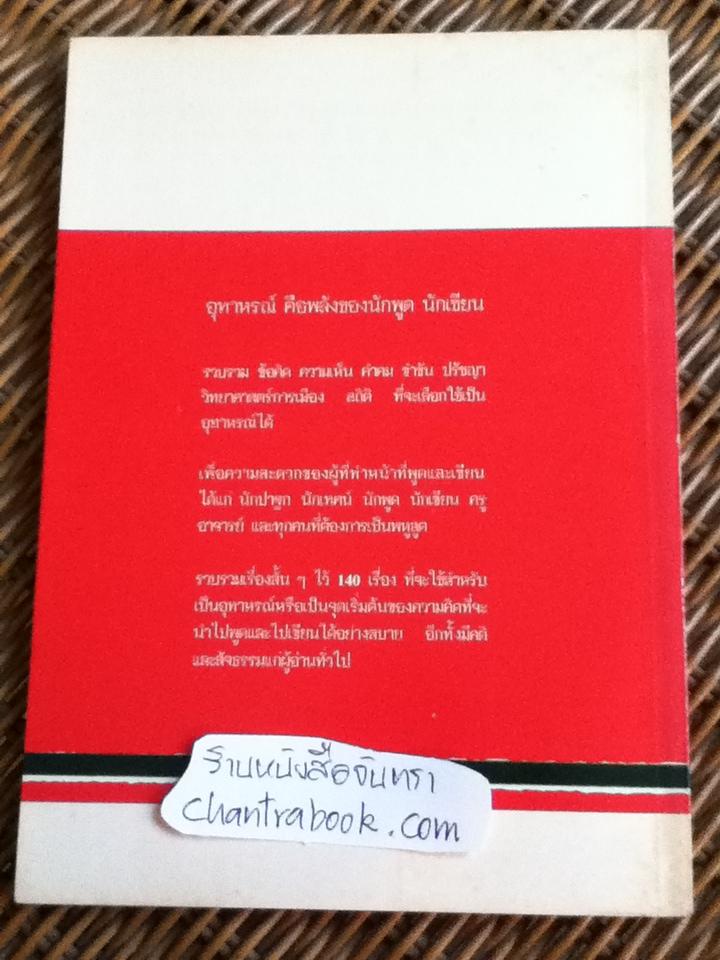 อุทาหรณ์ คือพลังของนักพูด นักเขียน
รวบรวม ข้อคิด ความเห็น คำคม ขำขัน ปรัชญา
วิทยาศาสตร์การเมือง สถิติ ที่จะเลือกใช้เป็น
อุทาหรณ์ได้
เพื่อความสะดวกของผู้ที่ทำหน้าที่พูดและเขียน
ได้แก่ นักปาฐก นักเทศน์ นักพูด นักเขียน ครู
อาจารย์ และทุกคนที่ต้องการเป็นพหูสูต
รวบรวมเรื่องสั้น ๆ ไว้ 140 เรื่อง ที่จะใช้สำหรับ
เป็นอุทาหรณ์หรือเป็นจุดเริ่มต้นของความคิดที่จะ
นำไปพูดและไปเขียนได้อย่างสบาย อีกทั้งมีคติ
และสัจธรรมแก่ผู้อ่านทั่วไป
ร้านหนังสือจันทรา
chantrabook.com